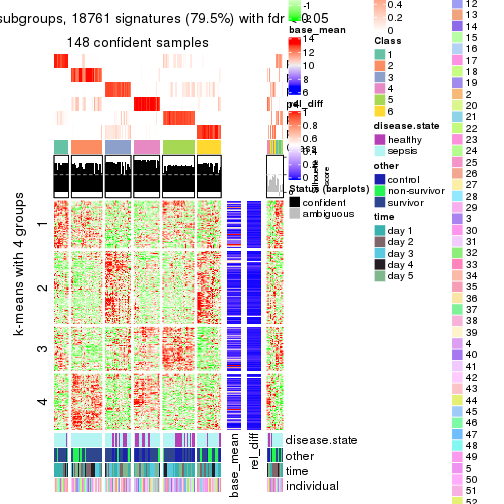 subgroups, 18761 signatures (79.5%) with fdr < 0.05
148 confident samples
k-means with 4 groups
1
2
3
4
base_mean
rel_diff
disease.state
other
time
individual
-1
base_mean
14
12
10
8
6
rel_diff
1
0.8
0.6
0.4
0.2
0
Status (barplots)
confident
ambiguous
0.4
0.2
0
Class
1
2
3
4
5
6
disease.state
healthy
sepsis
other
control
non-survivor
survivor
time
day 1
day 2
day 3
day 4
day 5
12
13
14
15
16
17
18
19
2
20
21
22
23
24
25
26
27
28
29
3
30
31
32
33
34
35
36
37
38
39
4
40
41
42
43
44
45
46
47
48
49
5
50
51
52